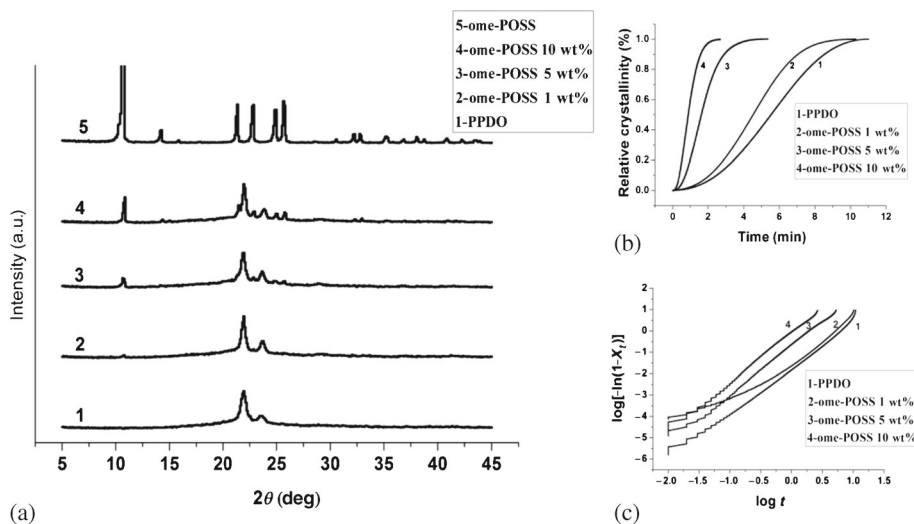 5-ome-POSS
4-ome-POSS 10 wt%
3-ome-POSS 5 wt%
2-ome-POSS 1 wt%
1-PPDO
5
4
3
2
1
Intensity (a.u.)
5 10 15 20 25 30 35 40 45
2θ (deg)
(a)
Relative crystallinity (%)
1.0
0.8
0.6
0.4
0.2
0.0
4 3 2 1
1-PPDO
2-ome-POSS 1 wt%
3-ome-POSS 5 wt%
4-ome-POSS 10 wt%
0 2 4 6 8 10 12
Time (min)
(b)
log[-ln(1-Xt)]
2
1
0
−1
−2
−3
−4
−5
−6
4 3 2 1
1-PPDO
2-ome-POSS 1 wt%
3-ome-POSS 5 wt%
4-ome-POSS 10 wt%
−2.0 −1.5 −1.0 −0.5 0.0 0.5 1.0 1.5
log t
(c)